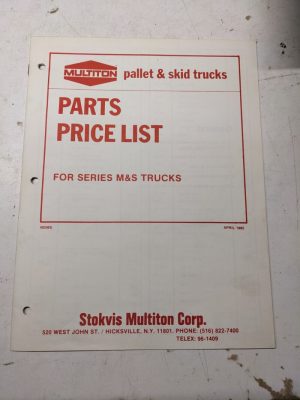 MULTITON pallet & skid trucks
PARTS
PRICE LIST
FOR SERIES M&S TRUCKS
APRIL
Stokvis Multiton Corp.
520 WEST JOHN ST. / HICKSVILLE, N.Y. 11801. PHONE: (516) 822-7400
TELEX: 96-1409